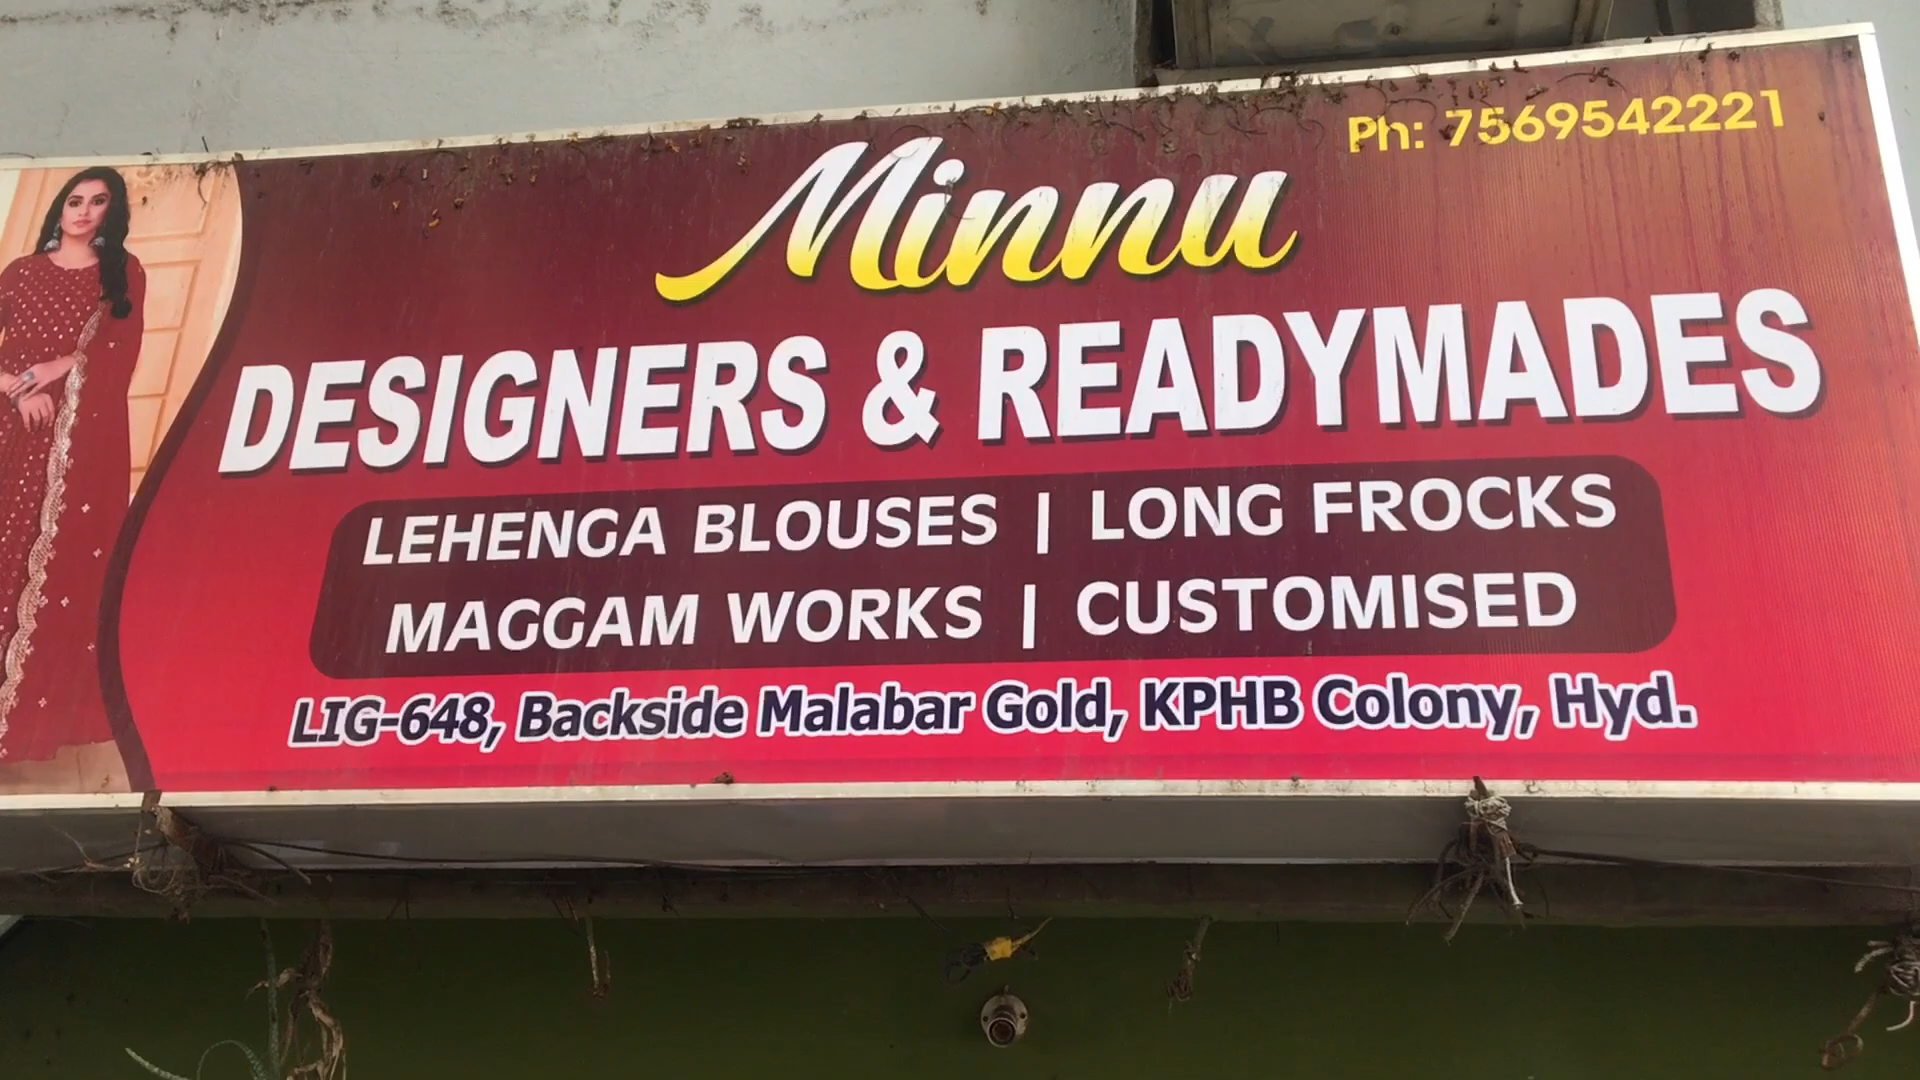 Ph: 7569542221
Minnu
DESIGNERS & READYMADES
LEHENGA BLOUSES | LONG FROCKS
MAGGAM WORKS | CUSTOMISED
LIG-648, Backside Malabar Gold, KPHB Colony, Hyd.